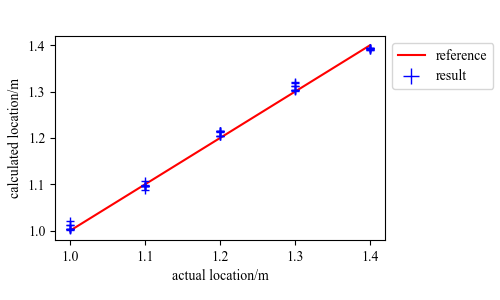 1.4
1.3
1.2
1.1
1.0
calculated location/m
1.0 1.1 1.2 1.3 1.4
actual location/m
reference
result